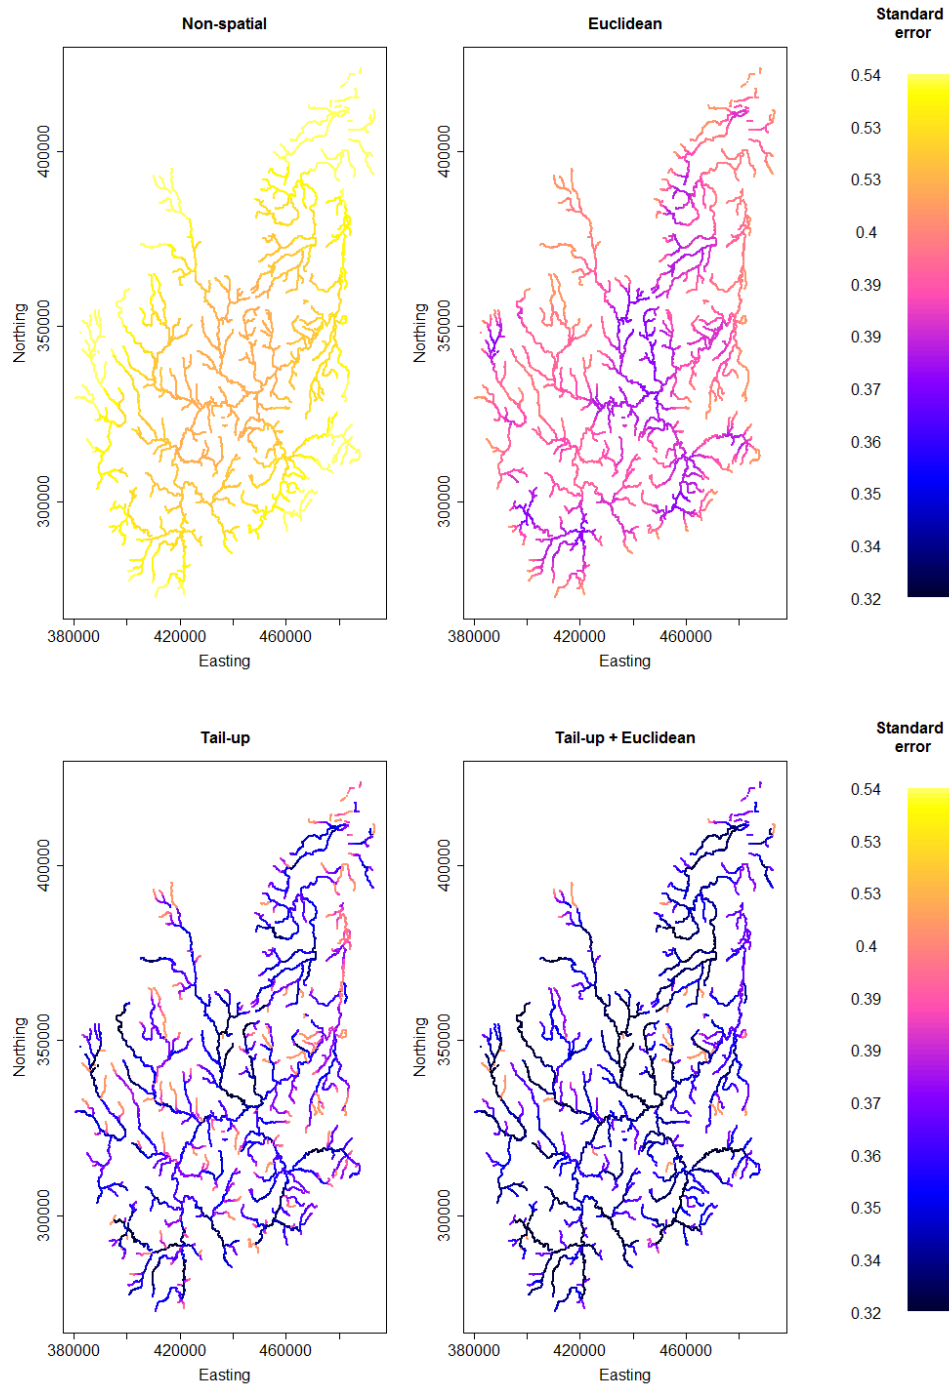 Non-spatial
Euclidean
Standard
error
400000
350000
300000
Northing
380000
420000
460000
Easting
Northing
400000
350000
300000
380000
420000
460000
Easting
0.54
0.53
0.53
0.4
0.39
0.39
0.37
0.36
0.35
0.34
0.32
Tail-up
Tail-up + Euclidean
Standard
error
400000
350000
300000
Northing
380000
420000
460000
Easting
Northing
400000
350000
300000
380000
420000
460000
Easting
0.54
0.53
0.53
0.4
0.39
0.39
0.37
0.36
0.35
0.34
0.32